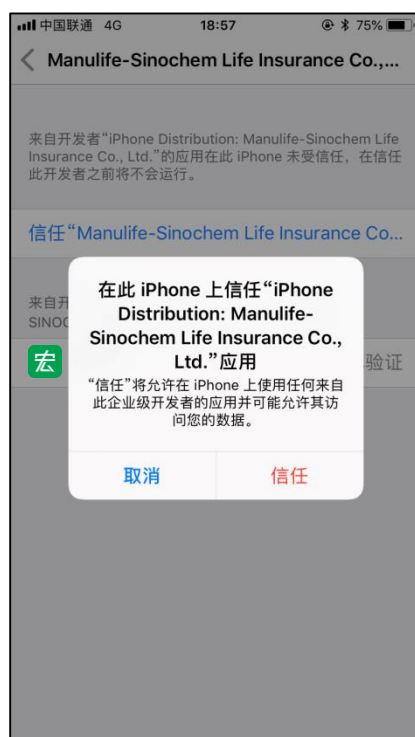 中国联通 4G 18:57 75%
Manulife-Sinochem Life Insurance Co.,...
来自开发者“iPhone Distribution: Manulife-Sinochem Life
Insurance Co., Ltd.”的应用在此 iPhone 未受信任，在信任
此开发者之前将不会运行。
信任“Manulife-Sinochem Life Insurance Co...
在此 iPhone 上信任“iPhone
Distribution: Manulife-
Sinochem Life Insurance Co.,
Ltd.”应用
“信任”将允许在 iPhone 上使用任何来自
此企业级开发者的应用并可能允许其访
问您的数据。
取消 信任
来自开
SINOC
宏 验证